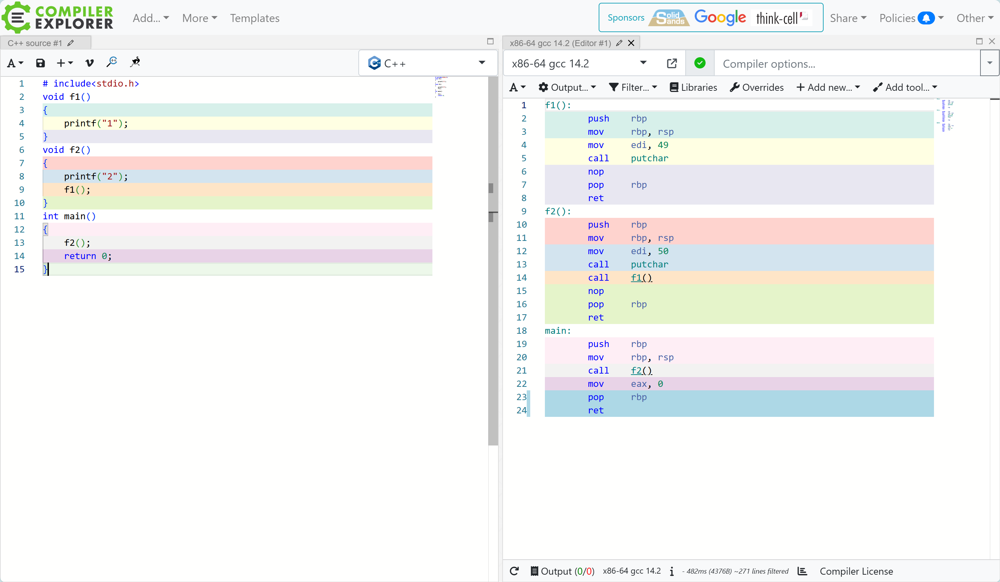 COMPILER EXPLORER Add... More Templates Sponsors Solid Sands Google think-cell Share Policies Other
C++ source #1
C++
1 # include<stdio.h>
2 void f1()
3 {
4 printf("1");
5 }
6 void f2()
7 {
8 printf("2");
9 f1();
10 }
11 int main()
12 {
13 f2();
14 return 0;
15 }
x86-64 gcc 14.2 (Editor #1)
x86-64 gcc 14.2 Compiler options...
A Output... Filter... Libraries Overrides Add new... Add tool...
1 f1():
2 push rbp
3 mov rbp, rsp
4 mov edi, 49
5 call putchar
6 nop
7 pop rbp
8 ret
9 f2():
10 push rbp
11 mov rbp, rsp
12 mov edi, 50
13 call putchar
14 call f1()
15 nop
16 pop rbp
17 ret
18 main:
19 push rbp
20 mov rbp, rsp
21 call f2()
22 mov eax, 0
23 pop rbp
24 ret
Output (0/0) x86-64 gcc 14.2 i - 482ms (4376B) ~271 lines filtered Compiler License